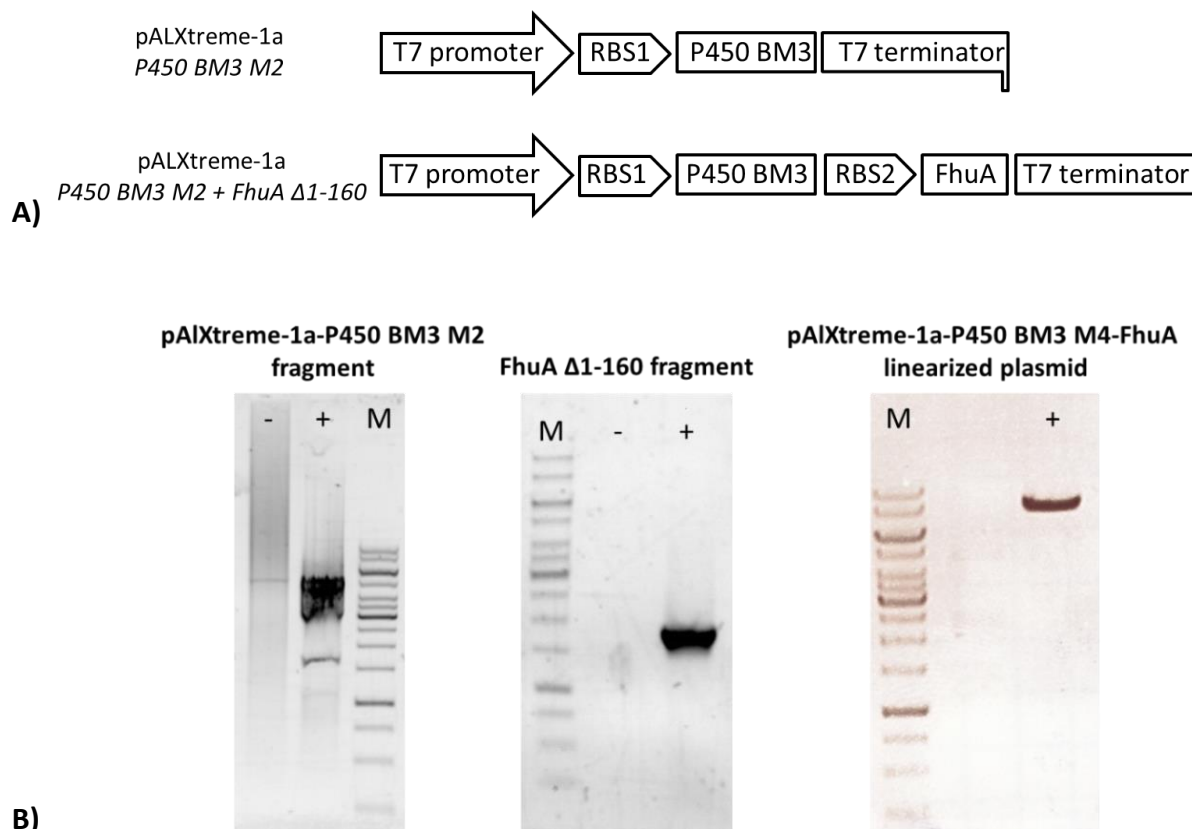 pALXtreme-1a
P450 BM3 M2
T7 promoter RBS1 P450 BM3 T7 terminator
pALXtreme-1a
P450 BM3 M2 + FhuA Δ1-160
T7 promoter RBS1 P450 BM3 RBS2 FhuA T7 terminator
A)
pAlXtreme-1a-P450 BM3 M2
fragment
- + M
FhuA Δ1-160 fragment
M - +
pAlXtreme-1a-P450 BM3 M4-FhuA
linearized plasmid
M +
B)